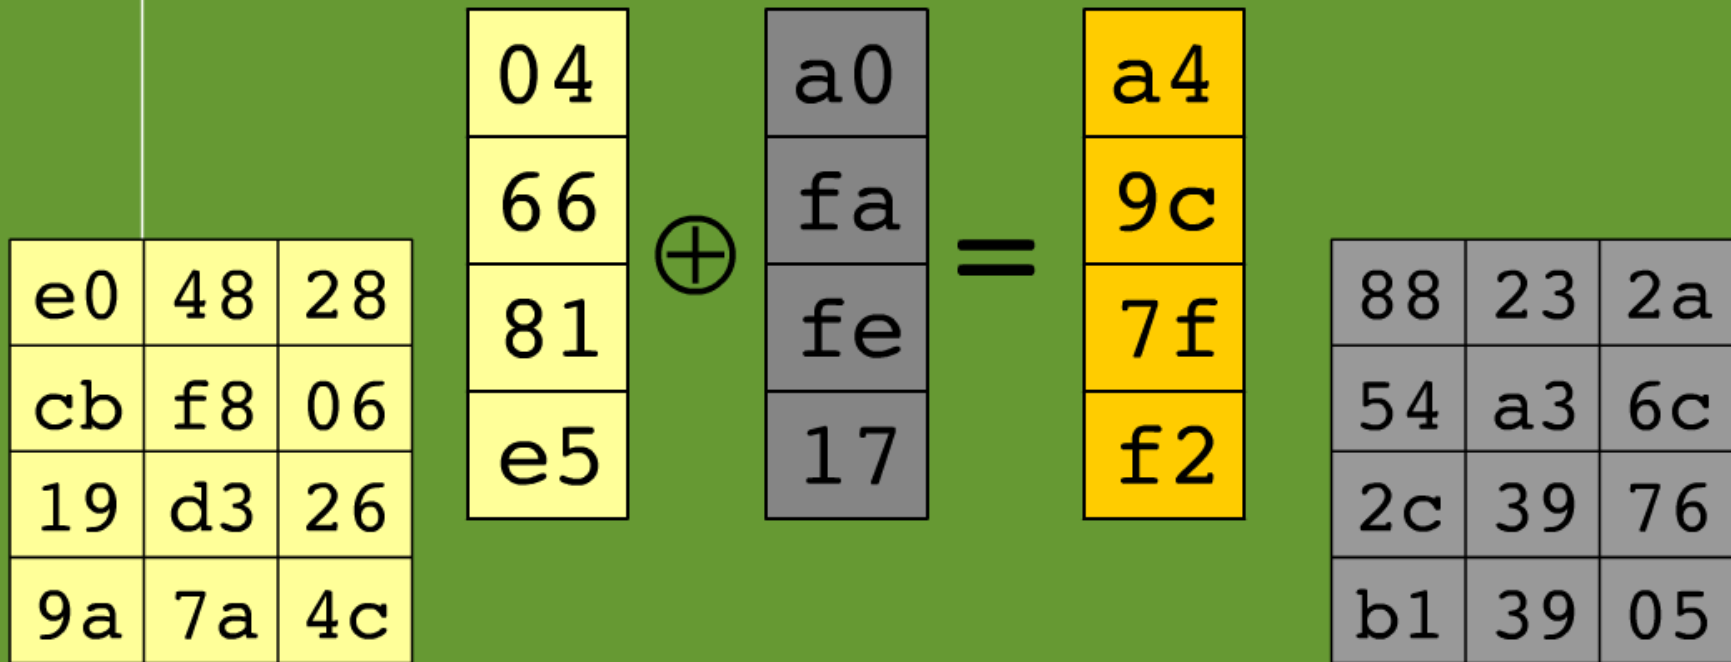 04 ⊕ a0 = a4
66 fa 9c
81 fe 7f
e5 17 f2
e0 48 28
cb f8 06
19 d3 26
9a 7a 4c
88 23 2a
54 a3 6c
2c 39 76
b1 39 05